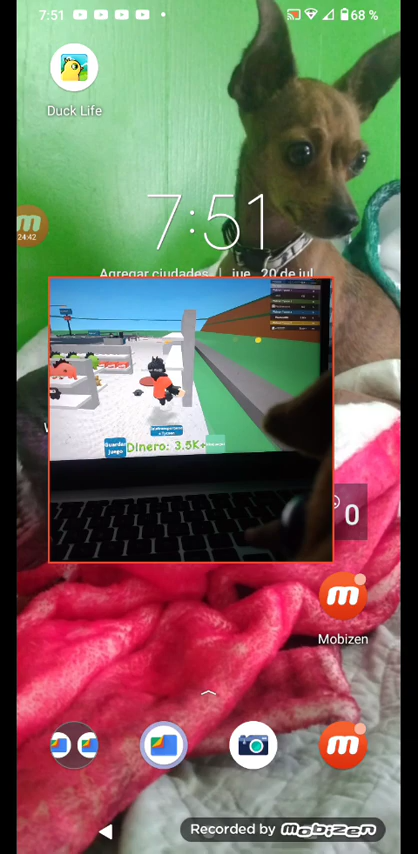 7:51
68 %
Duck Life
24:42
7:51
Agregar ciudades | jue., 20 de jul.
Guardar
Juego
Dinero: 3.5K+
0
Mobizen
Recorded by mobizen